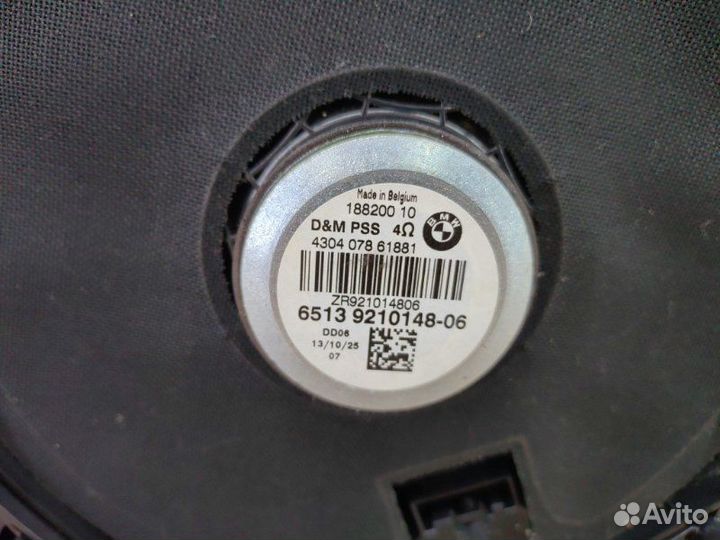 Made in Belgium
188200 10
D&M PSS 4Ω
BMW
4304 078 61881
ZR921014806
6513 9210148-06
DD06
13/10/25
07
Avito